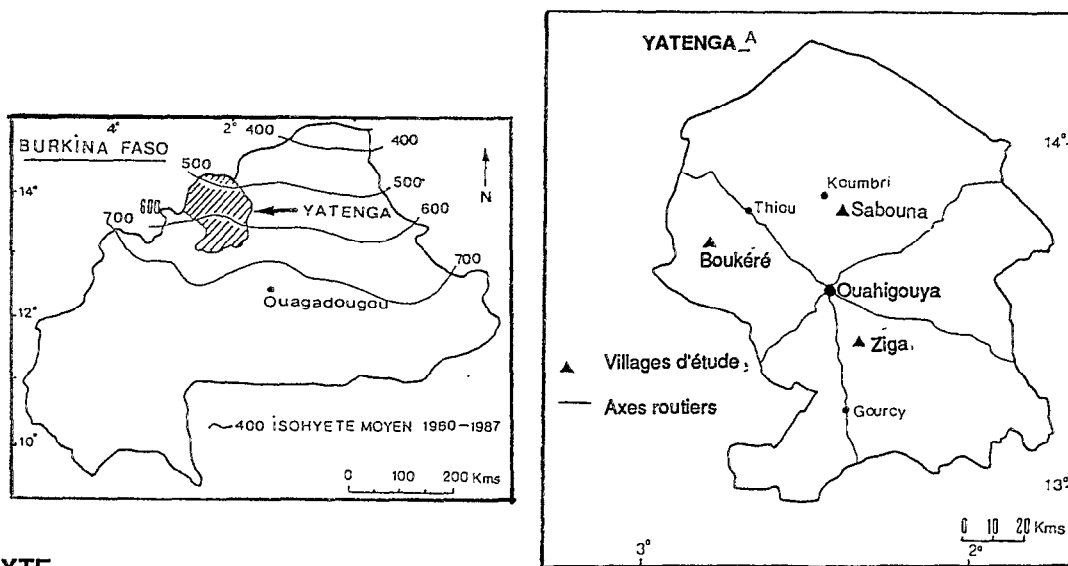 4° 2° 400
BURKINA FASO
400
500
14°
500
N
600
YATENGA
600
700
700
Ouagadougou
12°
10°
400 ISOHYETE MOYEN 1960-1987
0 100 200 Kms
YATENGA A
14°
Koumbri
Thiou
Sabouna
Boukéré
Ouahigouya
Ziga
Villages d'étude
Axes routiers
Gourcy
13°
0 10 20 Kms
3° 2°
XTE